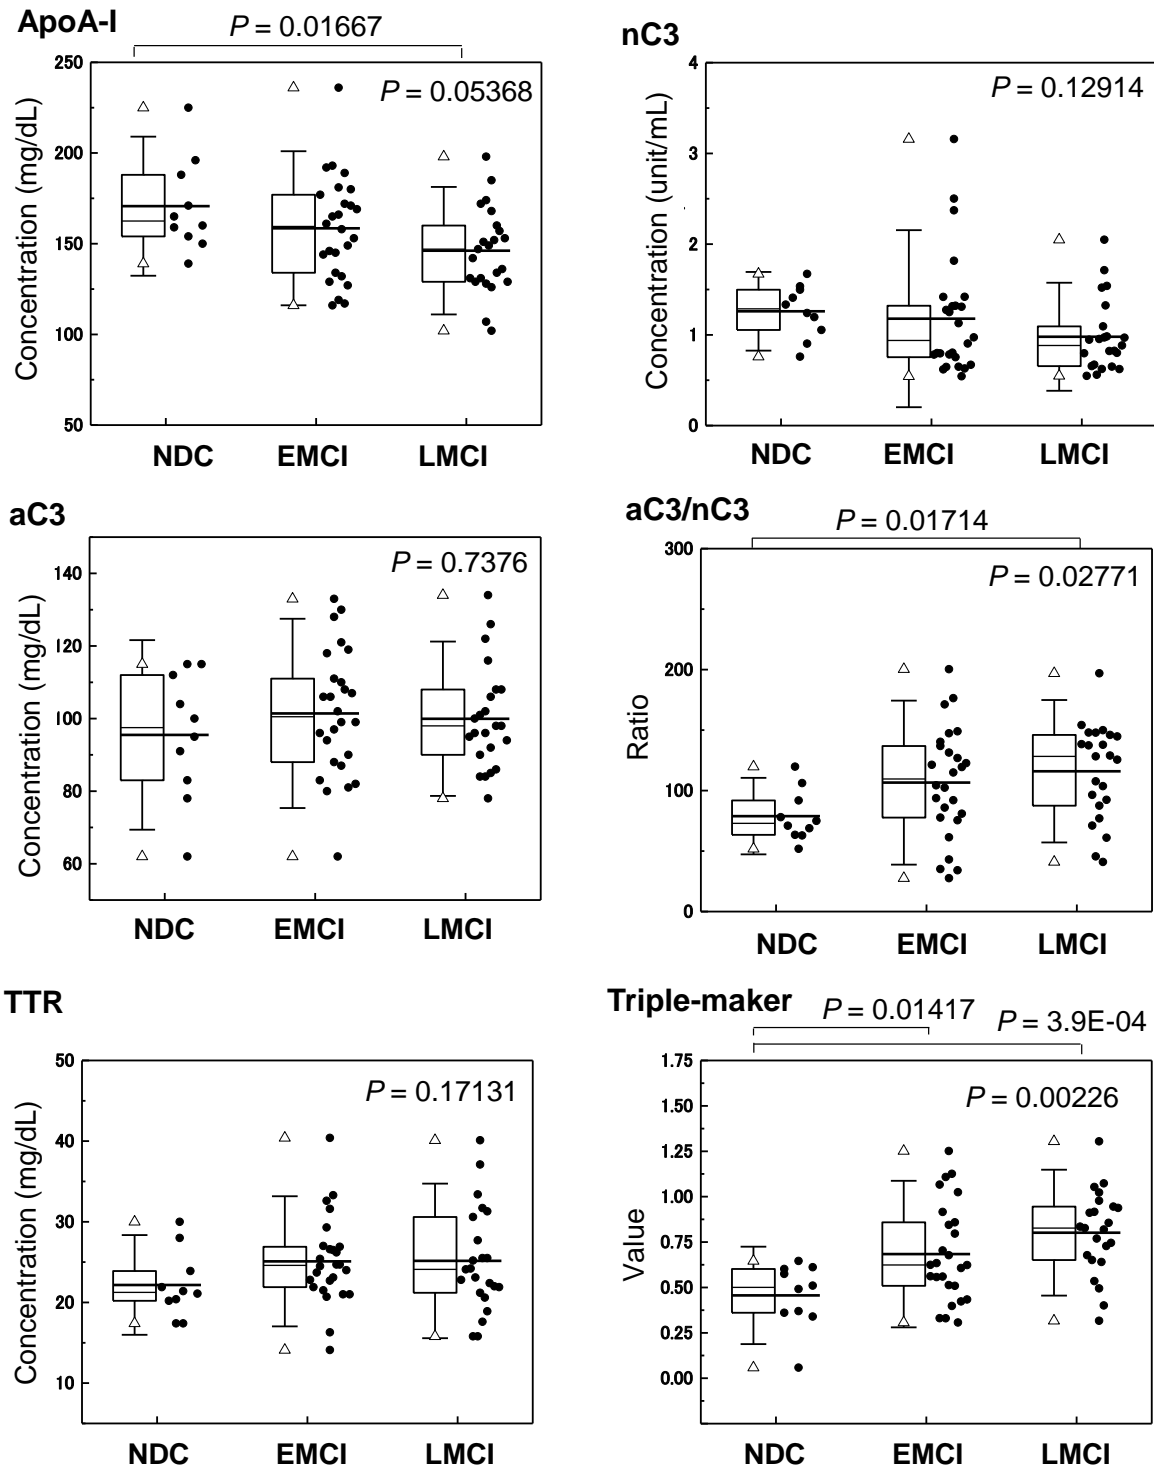 ApoA-I
P = 0.01667
P = 0.05368
Concentration (mg/dL)
250
200
150
100
50
NDC EMCI LMCI
nC3
P = 0.12914
Concentration (unit/mL)
4
3
2
1
0
NDC EMCI LMCI
aC3
P = 0.7376
Concentration (mg/dL)
140
120
100
80
60
NDC EMCI LMCI
aC3/nC3
P = 0.01714
P = 0.02771
Ratio
300
200
100
0
NDC EMCI LMCI
TTR
P = 0.17131
Concentration (mg/dL)
50
40
30
20
10
NDC EMCI LMCI
Triple-maker
P = 0.01417
P = 3.9E-04
P = 0.00226
Value
1.75
1.50
1.25
1.00
0.75
0.50
0.25
0.00
NDC EMCI LMCI